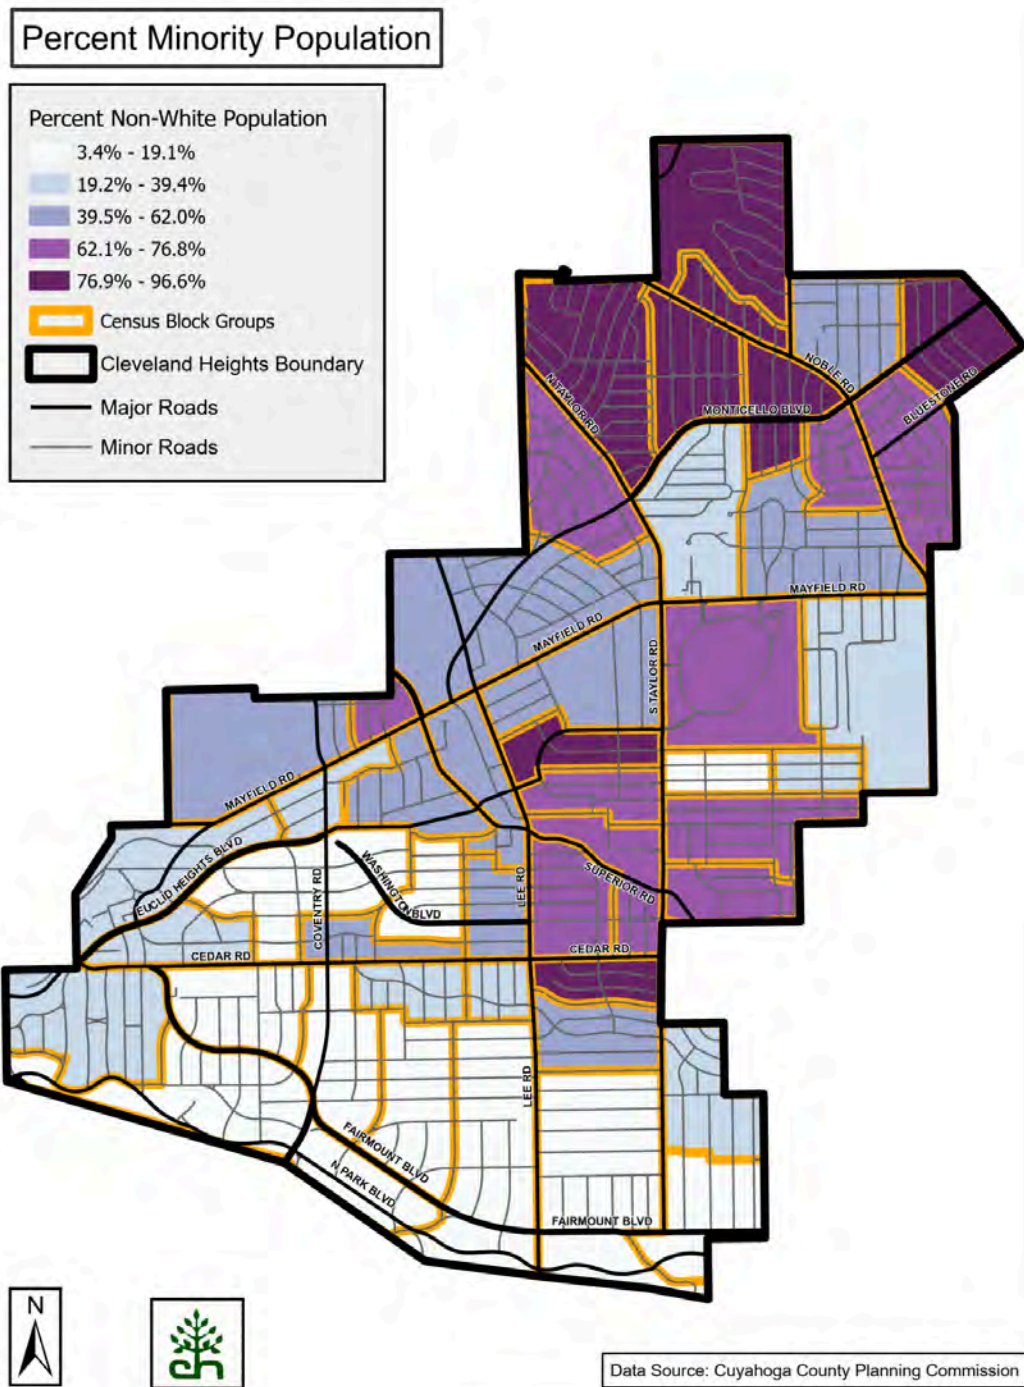 Percent Minority Population
Percent Non-White Population
3.4% - 19.1%
19.2% - 39.4%
39.5% - 62.0%
62.1% - 76.8%
76.9% - 96.6%
Census Block Groups
Cleveland Heights Boundary
Major Roads
Minor Roads
NOBLE RD
BLUESTONE RD
N TAYLOR RD
MONTICELLO BLVD
MAYFIELD RD
MAYFIELD RD
S TAYLOR RD
MAYFIELD RD
EUCLID HEIGHTS BLVD
WASHINGTON BLVD
COVENTRY RD
LEE RD
SUPERIOR RD
CEDAR RD
CEDAR RD
LEE RD
FAIRMOUNT BLVD
N PARK BLVD
FAIRMOUNT BLVD
N
ch
Data Source: Cuyahoga County Planning Commission